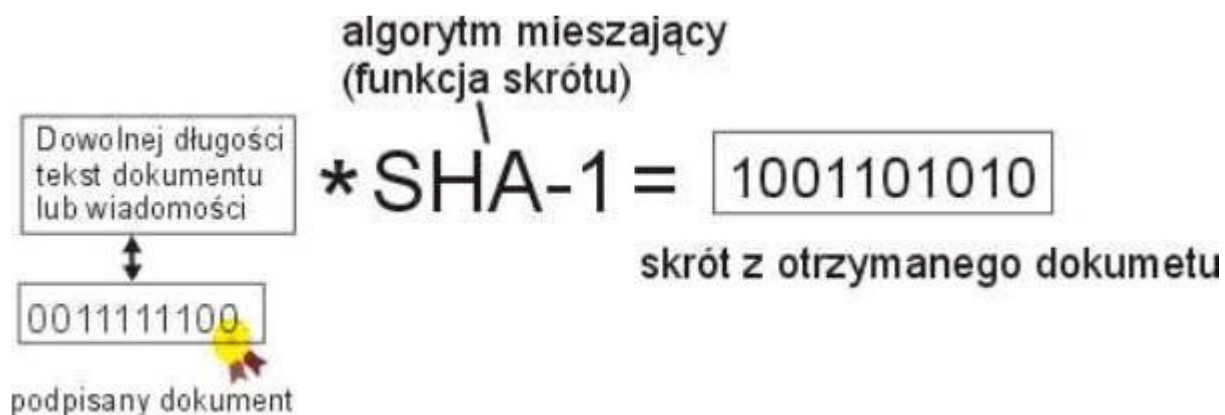 algorytm mieszający
(funkcja skrótu)
Dowolnej długości
tekst dokumentu
lub wiadomości
*SHA-1 =
1001101010
skrót z otrzymanego dokumetu
0011111100
podpisany dokument